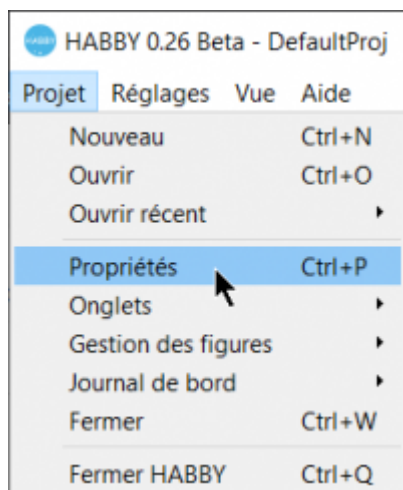 HABBY HABBY 0.26 Beta - DefaultProj
Projet Réglages Vue Aide
Nouveau Ctrl+N
Ouvrir Ctrl+O
Ouvrir récent
Propriétés Ctrl+P
Onglets
Gestion des figures
Journal de bord
Fermer Ctrl+W
Fermer HABBY Ctrl+Q